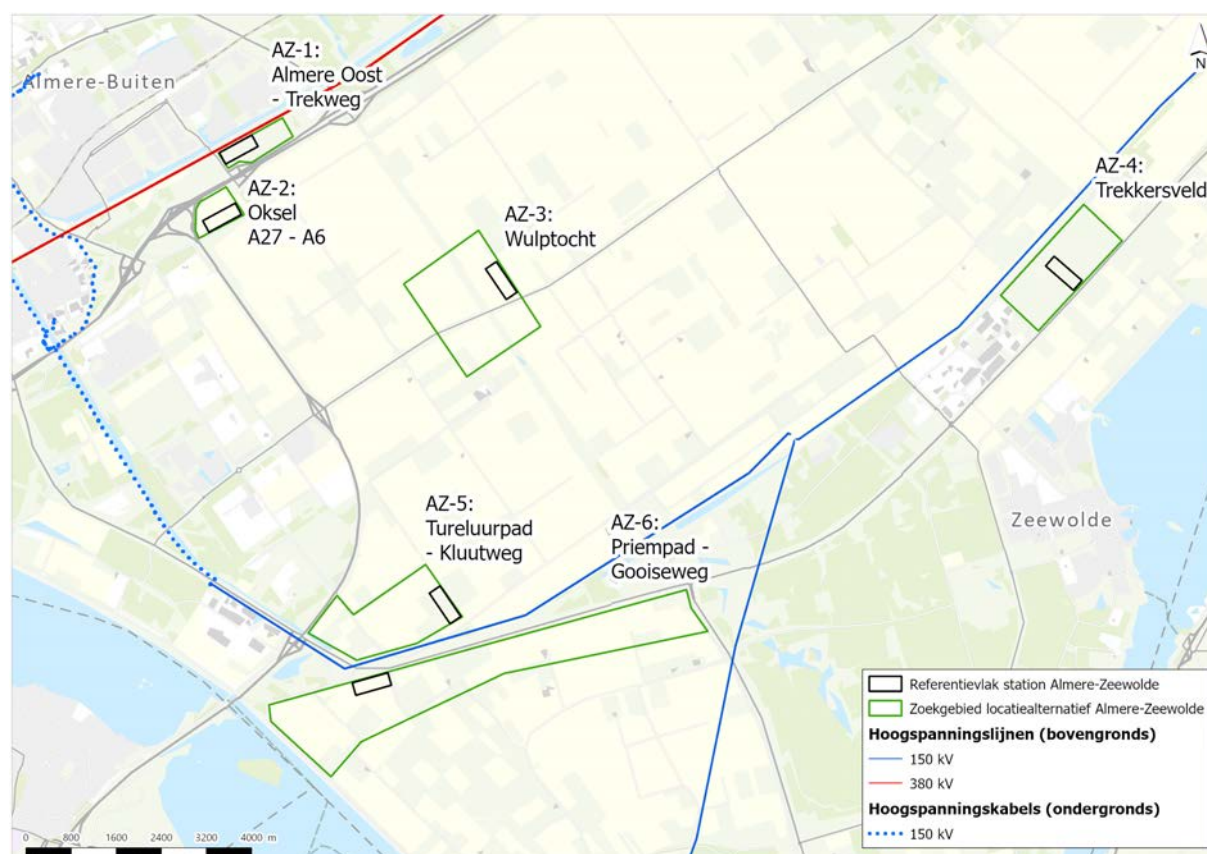 AZ-1:
Almere Oost
- Trekweg
Almere-Buiten
N
AZ-2:
Oksel
A27 - A6
AZ-3:
Wulptocht
AZ-4:
Trekkersveld
AZ-5:
Tureluurpad
- Kluutweg
AZ-6:
Priempad -
Gooiseweg
Zeewolde
Referentievlak station Almere-Zeewolde
Zoekgebied locatiealternatief Almere-Zeewolde
Hoogspanningslijnen (bovengronds)
150 kV
380 kV
Hoogspanningskabels (ondergronds)
150 kV
0 800 1600 2400 3200 4000 m